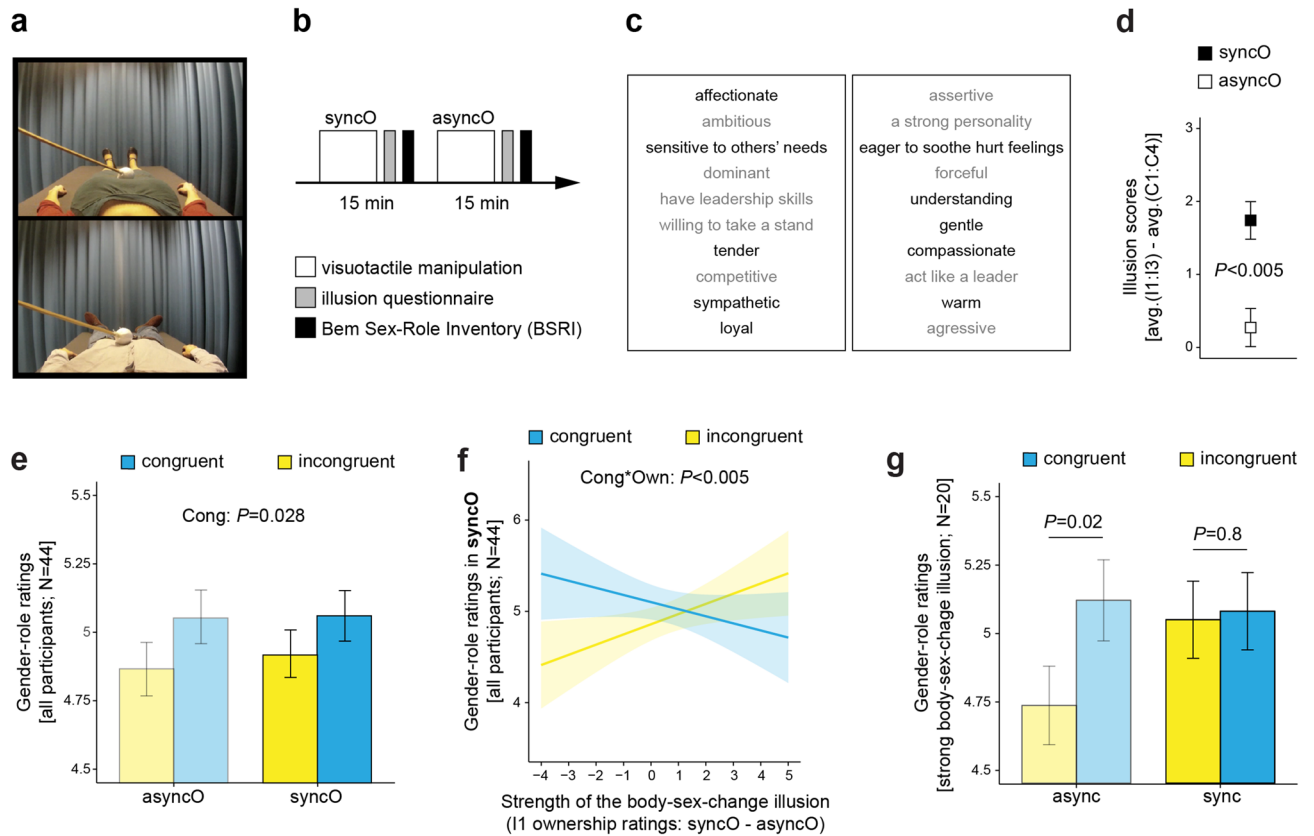 a
b
syncO
asyncO
15 min
15 min
visuotactile manipulation
illusion questionnaire
Bem Sex-Role Inventory (BSRI)
c
affectionate
ambitious
sensitive to others' needs
dominant
have leadership skills
willing to take a stand
tender
competitive
sympathetic
loyal
assertive
a strong personality
eager to soothe hurt feelings
forceful
understanding
gentle
compassionate
act like a leader
warm
agressive
d
syncO
asyncO
Illusion scores
[avg.(I1:I3) - avg.(C1:C4)]
3
2
1
0
P<0.005
e
congruent
incongruent
Cong: P=0.028
Gender-role ratings
[all participants; N=44]
5.5
5.25
5
4.75
4.5
asyncO
syncO
f
congruent
incongruent
Cong*Own: P<0.005
Gender-role ratings in syncO
[all participants; N=44]
6
5
4
−4 −3 −2 −1 0 1 2 3 4 5
Strength of the body-sex-change illusion
(I1 ownership ratings: syncO - asyncO)
g
congruent
incongruent
Gender-role ratings
[strong body-sex-chage illusion; N=20]
5.5
5.25
5
4.75
4.5
P=0.02
P=0.8
async
sync